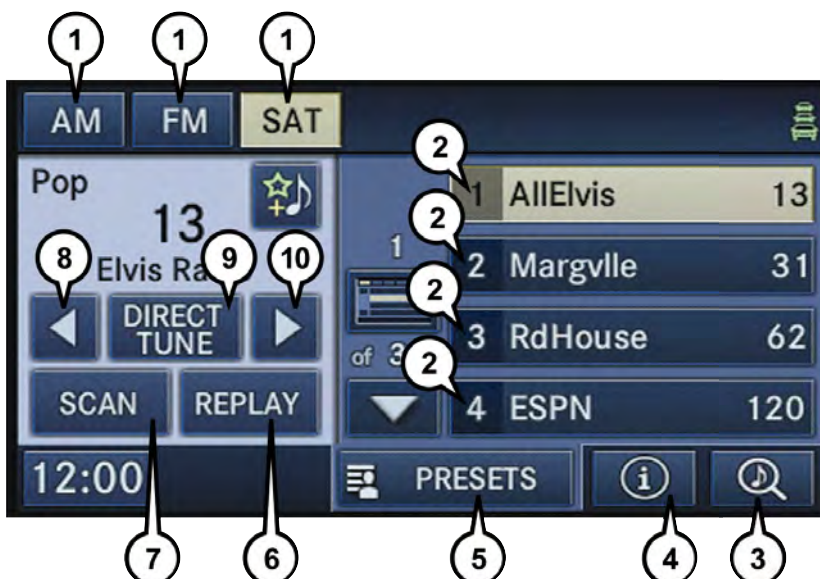 1 1 1
AM FM SAT
Pop
13
Elvis Ra
8 9 10
DIRECT
TUNE
SCAN REPLAY
12:00
1
of 3
2
1 AllElvis 13
2
2 Margvlle 31
2
3 RdHouse 62
2
4 ESPN 120
PRESETS i
7 6 5 4 3